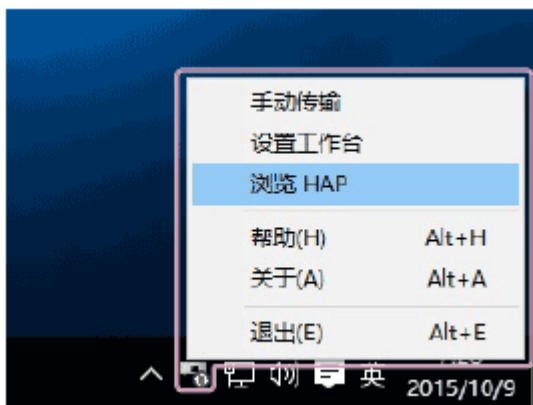 手动传输
设置工作台
浏览 HAP
帮助(H) Alt+H
关于(A) Alt+A
退出(E) Alt+E
英
2015/10/9